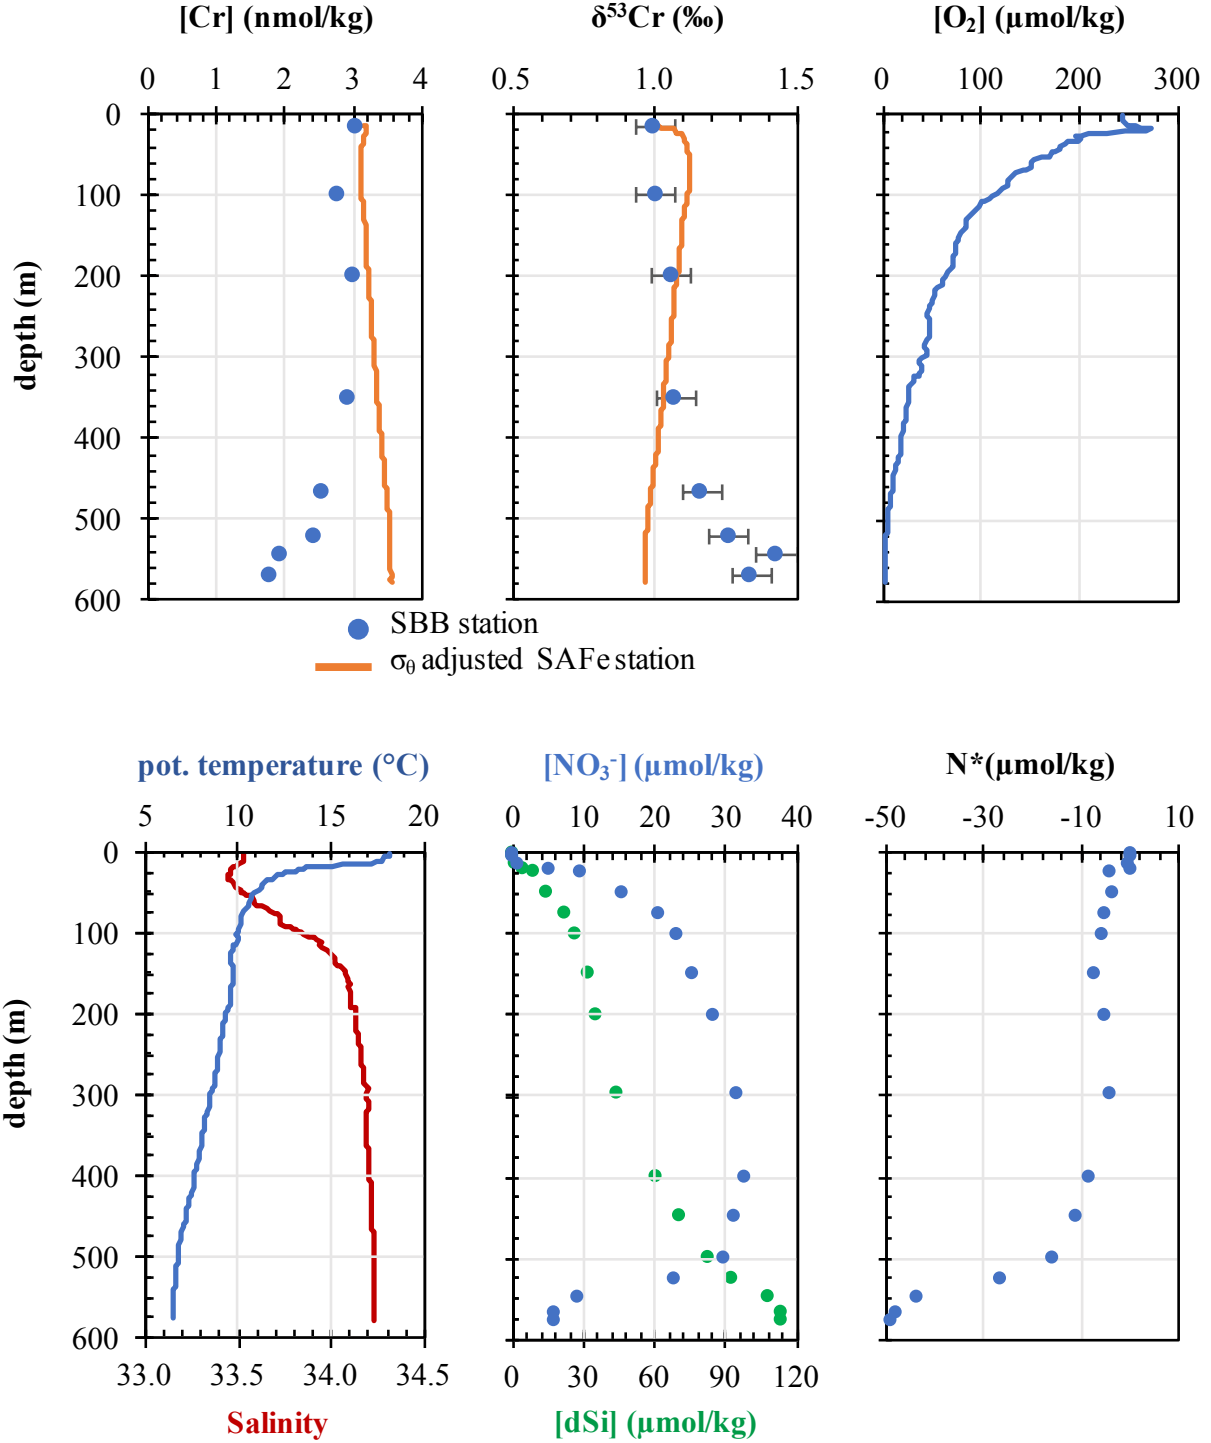 [Cr] (nmol/kg) δ⁵³Cr (‰) [O₂] (µmol/kg)
0 1 2 3 4 0.5 1.0 1.5 0 100 200 300
0
100
200
300
400
500
600
depth (m)
SBB station
σ_θ adjusted SAFe station
pot. temperature (°C) [NO₃⁻] (µmol/kg) N*(µmol/kg)
5 10 15 20 0 10 20 30 40 -50 -30 -10 10
0
100
200
300
400
500
600
depth (m)
33.0 33.5 34.0 34.5 0 30 60 90 120
Salinity [dSi] (µmol/kg)